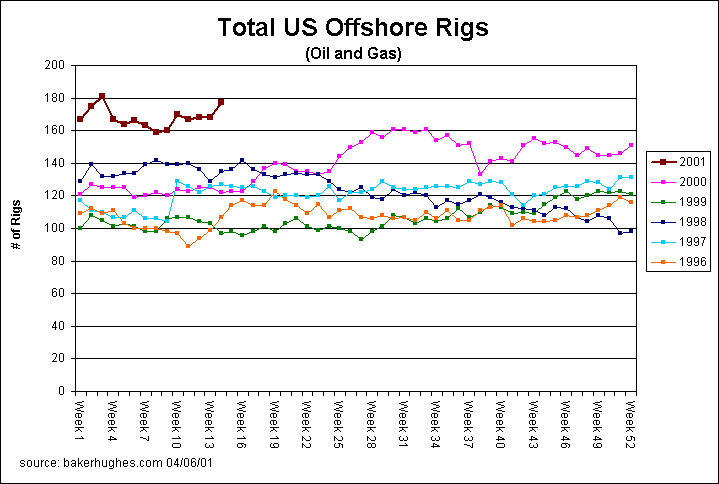 Total US Offshore Rigs
(Oil and Gas)
# of Rigs
200
180
160
140
120
100
80
60
40
20
0
Week 1
Week 4
Week 7
Week 10
Week 13
Week 16
Week 19
Week 22
Week 25
Week 28
Week 31
Week 34
Week 37
Week 40
Week 43
Week 46
Week 49
Week 52
2001
2000
1999
1998
1997
1996
source: bakerhughes.com 04/06/01